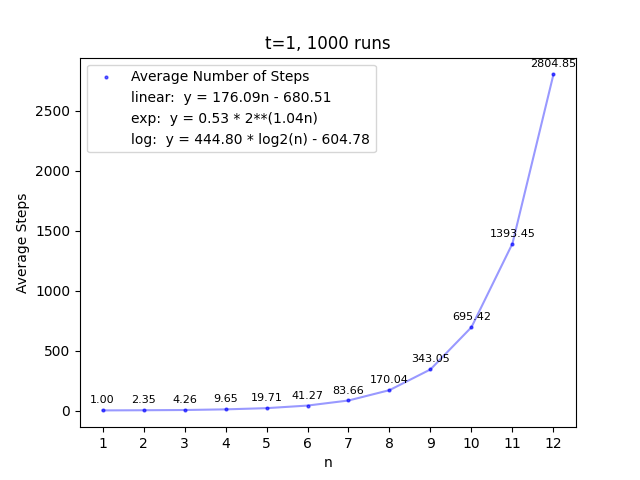 t=1, 1000 runs
Average Number of Steps
linear:  y = 176.09n - 680.51
exp:  y = 0.53 * 2**(1.04n)
log:  y = 444.80 * log2(n) - 604.78
Average Steps
2500
2000
1500
1000
500
0
1.00
2.35
4.26
9.65
19.71
41.27
83.66
170.04
343.05
695.42
1393.45
2804.85
1 2 3 4 5 6 7 8 9 10 11 12
n